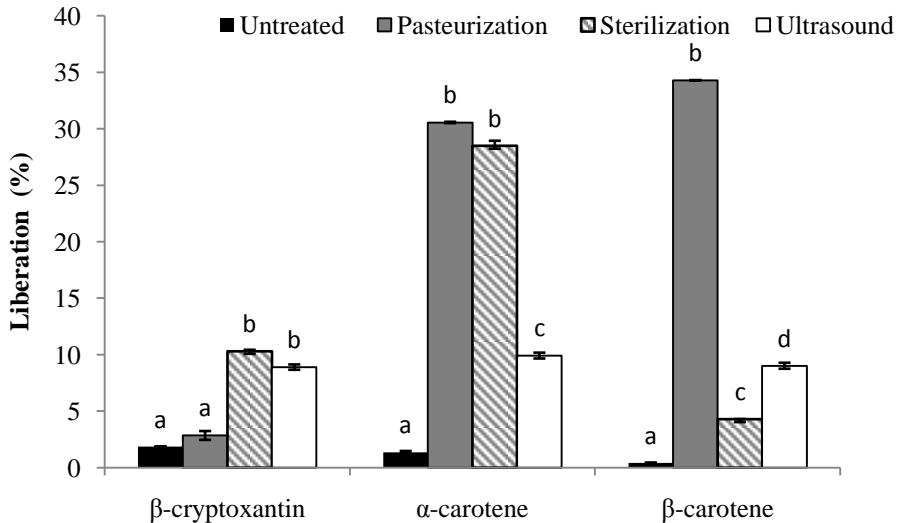 Untreated Pasteurization Sterilization Ultrasound
Liberation (%)
40
35
30
25
20
15
10
5
0
a a b b
a b b c
a b c d
β-cryptoxantin α-carotene β-carotene